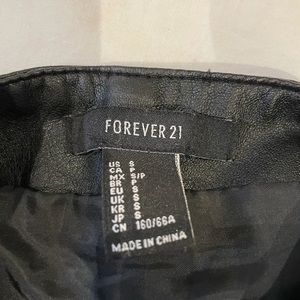 FOREVER 21
US S
CA P
MX S/P
BR P
EU S
UK S
KR S
JP S
CN 160/66A
MADE IN CHINA